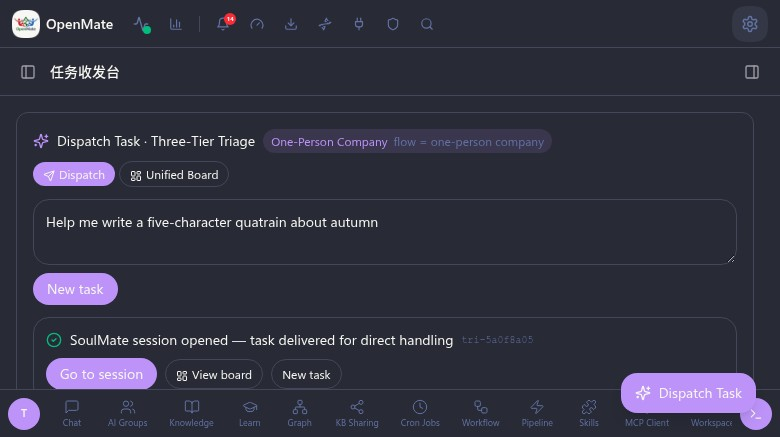 OpenMate
14
任务收发台
Dispatch Task · Three-Tier Triage
One-Person Company flow = one-person company
Dispatch
Unified Board
Help me write a five-character quatrain about autumn
New task
SoulMate session opened — task delivered for direct handling tri-5a0f8a05
Go to session
View board
New task
Dispatch Task
T
Chat
AI Groups
Knowledge
Learn
Graph
KB Sharing
Cron Jobs
Workflow
Pipeline
Skills
MCP Client
Workspace